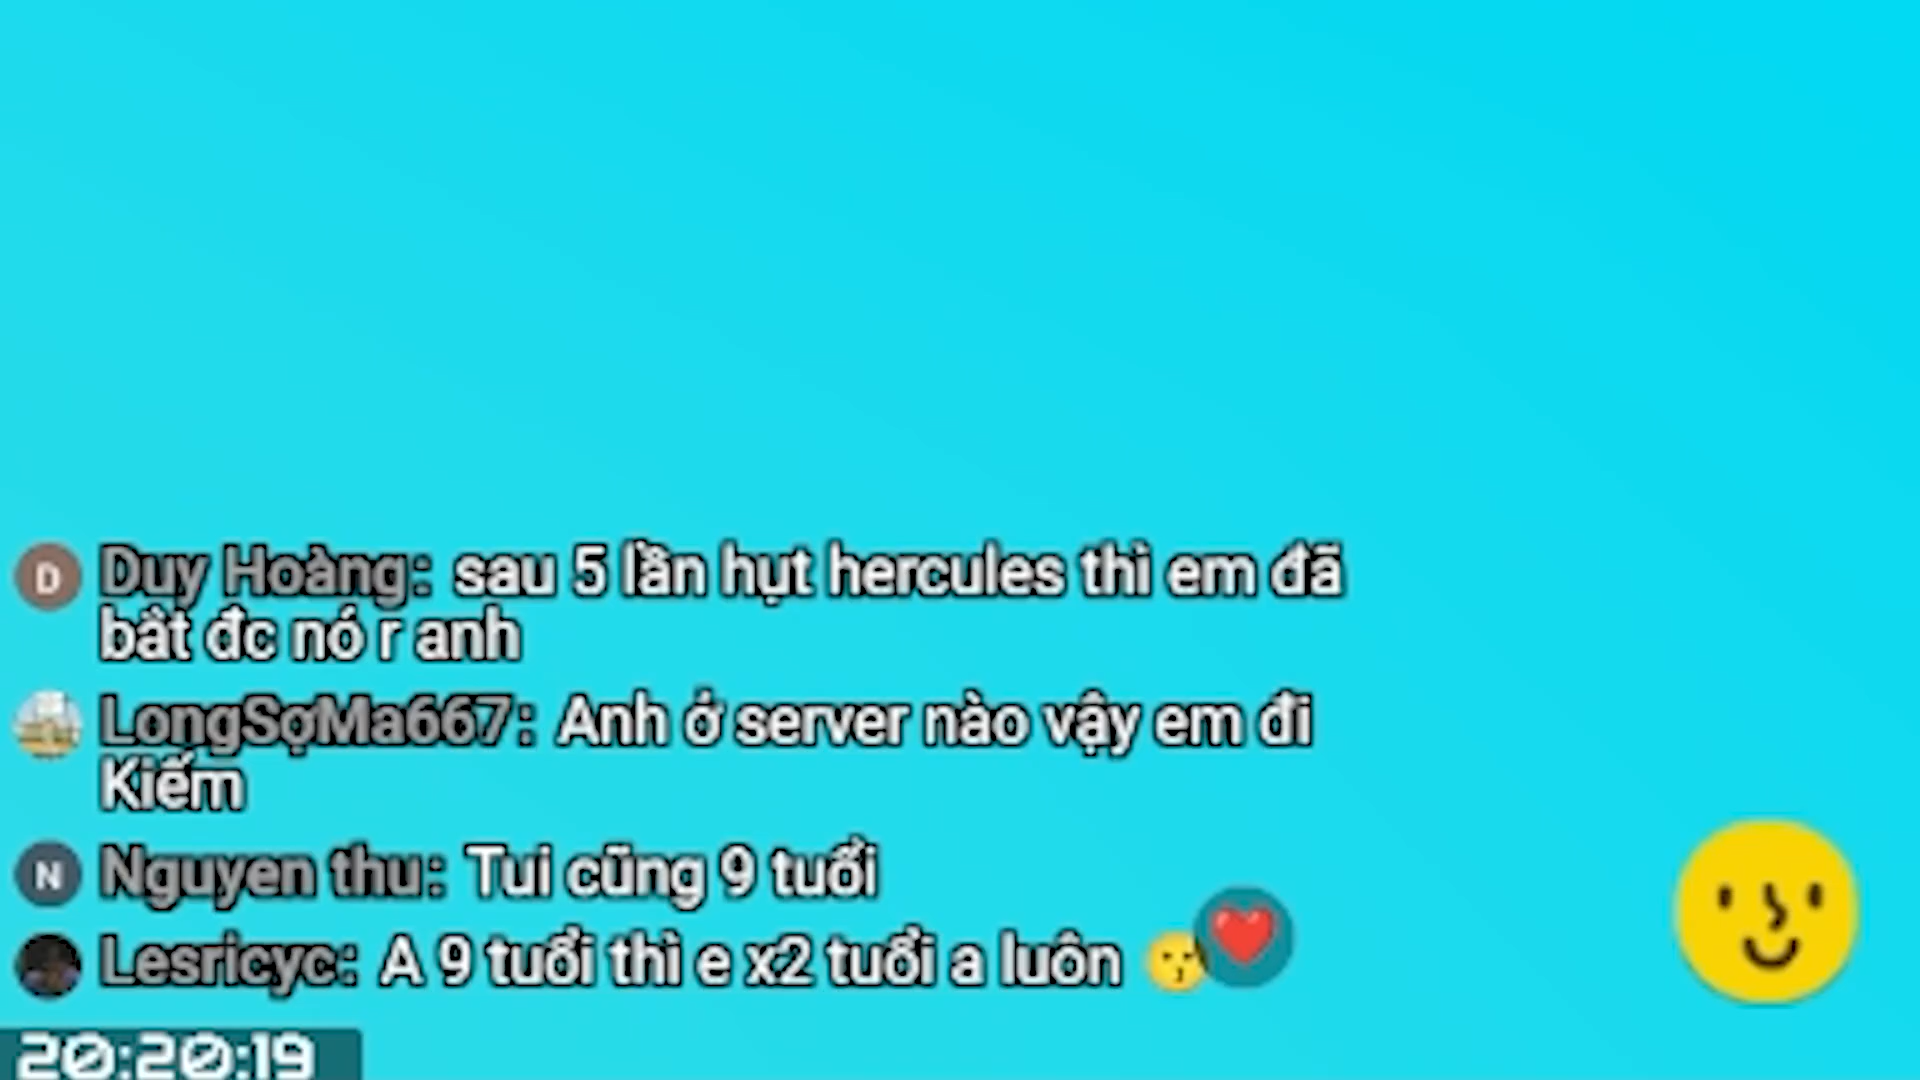 D Duy Hoàng: sau 5 lần hụt hercules thì em đã
bắt đc nó r anh
LongSợMa667: Anh ở server nào vậy em đi
Kiếm
N Nguyen thu: Tui cũng 9 tuổi
Lesricyc: A 9 tuổi thì e x2 tuổi a luôn 😗❤️
20:20:19